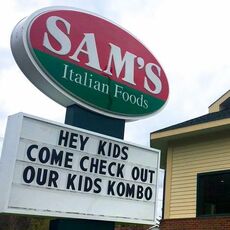 SAM'S
Italian Foods
HEY KIDS
COME CHECK OUT
OUR KIDS KOMBO